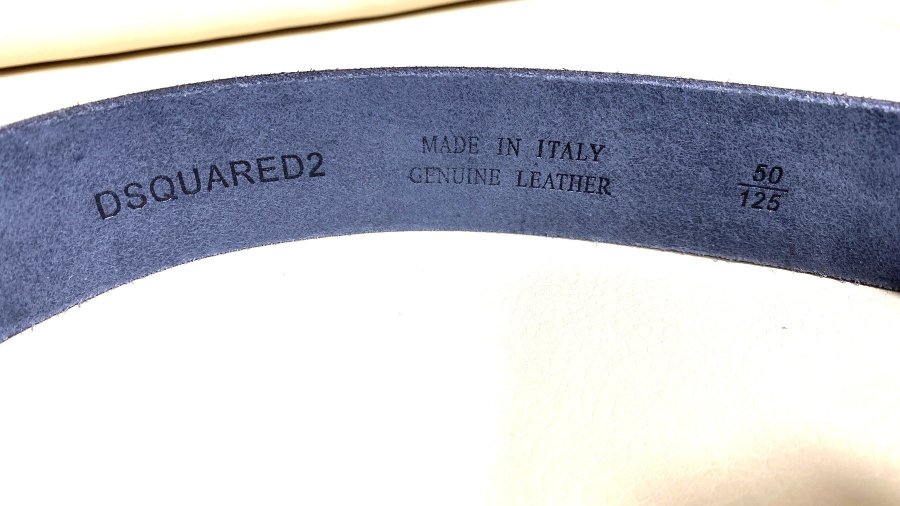 DSQUARED2
MADE IN ITALY
GENUINE LEATHER
50
125